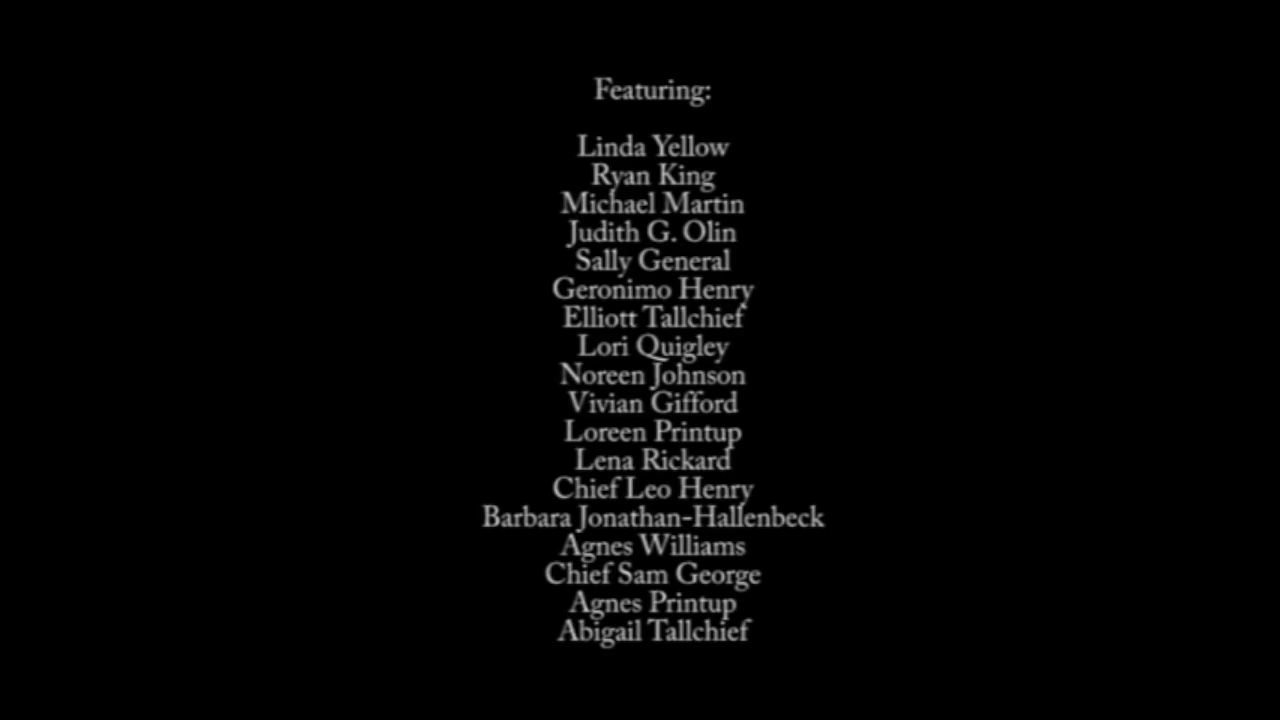 Featuring:
Linda Yellow
Ryan King
Michael Martin
Judith G. Olin
Sally General
Geronimo Henry
Elliott Tallchief
Lori Quigley
Noreen Johnson
Vivian Gifford
Loreen Printup
Lena Rickard
Chief Leo Henry
Barbara Jonathan-Hallenbeck
Agnes Williams
Chief Sam George
Agnes Printup
Abigail Tallchief